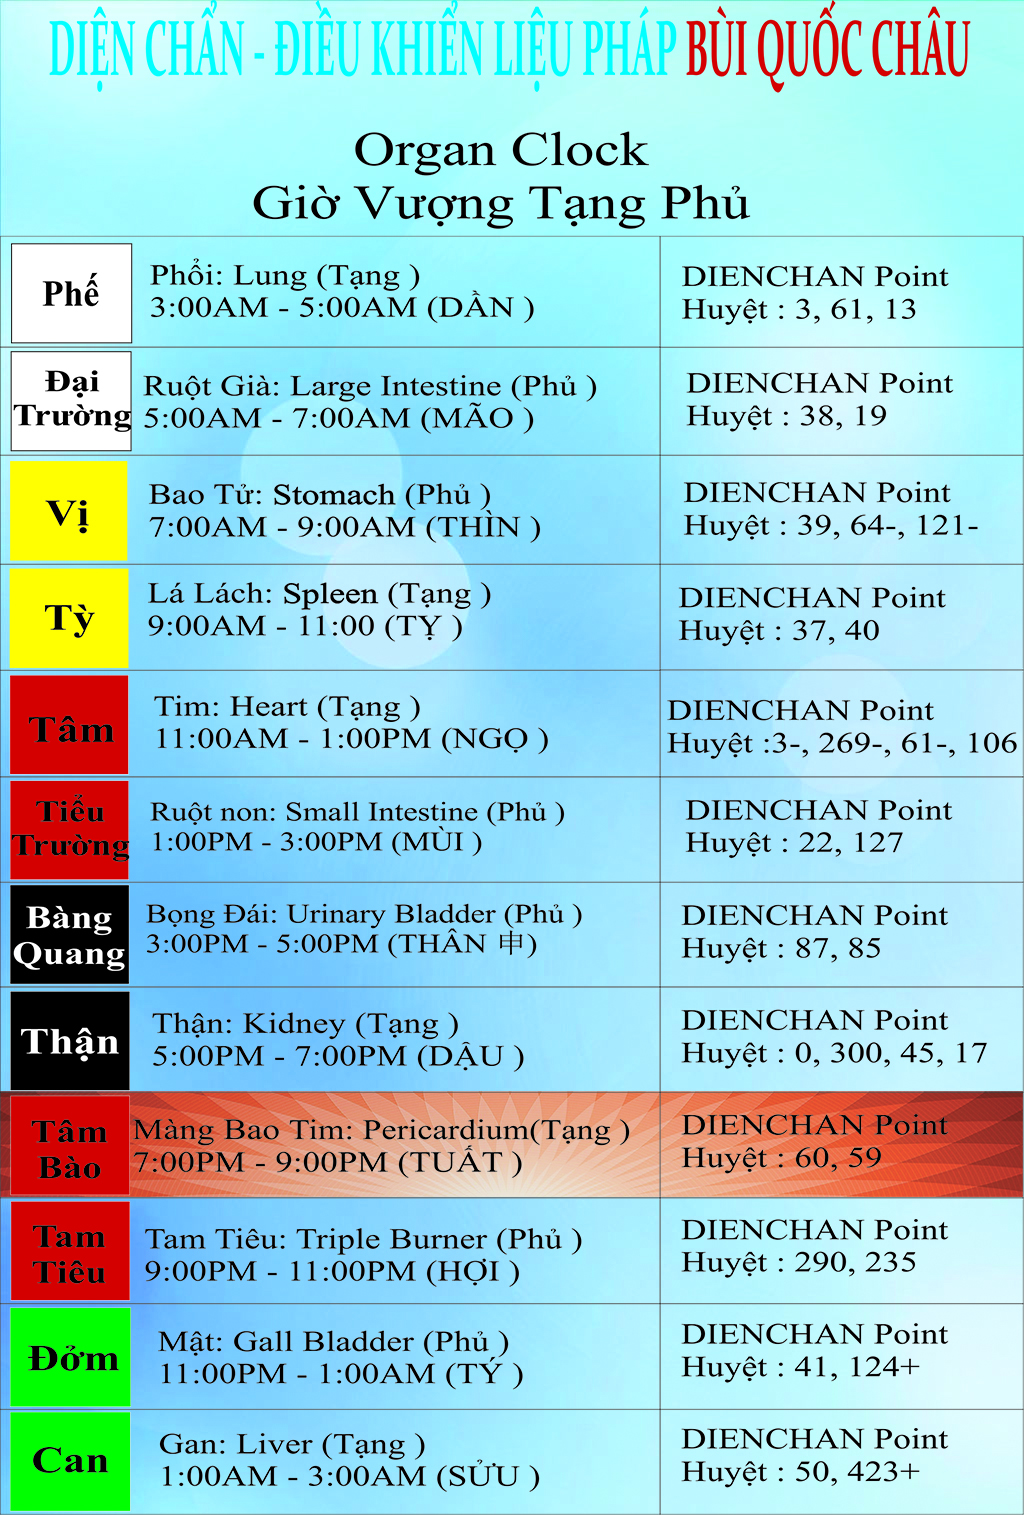 DIỆN CHẨN - ĐIỀU KHIỂN LIỆU PHÁP BÙI QUỐC CHÂU
Organ Clock
Giờ Vượng Tạng Phủ
Phế
Phổi: Lung (Tạng )
3:00AM - 5:00AM (DẦN )
DIENCHAN Point
Huyệt : 3, 61, 13
Đại
Trường
Ruột Già: Large Intestine (Phủ )
5:00AM - 7:00AM (MÃO )
DIENCHAN Point
Huyệt : 38, 19
Vị
Bao Tử: Stomach (Phủ )
7:00AM - 9:00AM (THÌN )
DIENCHAN Point
Huyệt : 39, 64-, 121-
Tỳ
Lá Lách: Spleen (Tạng )
9:00AM - 11:00 (TỴ )
DIENCHAN Point
Huyệt : 37, 40
Tâm
Tim: Heart (Tạng )
11:00AM - 1:00PM (NGỌ )
DIENCHAN Point
Huyệt :3-, 269-, 61-, 106
Tiểu
Trường
Ruột non: Small Intestine (Phủ )
1:00PM - 3:00PM (MÙI )
DIENCHAN Point
Huyệt : 22, 127
Bàng
Quang
Bọng Đái: Urinary Bladder (Phủ )
3:00PM - 5:00PM (THÂN 申)
DIENCHAN Point
Huyệt : 87, 85
Thận
Thận: Kidney (Tạng )
5:00PM - 7:00PM (DẬU )
DIENCHAN Point
Huyệt : 0, 300, 45, 17
Tâm
Bào
Màng Bao Tim: Pericardium(Tạng )
7:00PM - 9:00PM (TUẤT )
DIENCHAN Point
Huyệt : 60, 59
Tam
Tiêu
Tam Tiêu: Triple Burner (Phủ )
9:00PM - 11:00PM (HỢI )
DIENCHAN Point
Huyệt : 290, 235
Đởm
Mật: Gall Bladder (Phủ )
11:00PM - 1:00AM (TÝ )
DIENCHAN Point
Huyệt : 41, 124+
Can
Gan: Liver (Tạng )
1:00AM - 3:00AM (SỬU )
DIENCHAN Point
Huyệt : 50, 423+